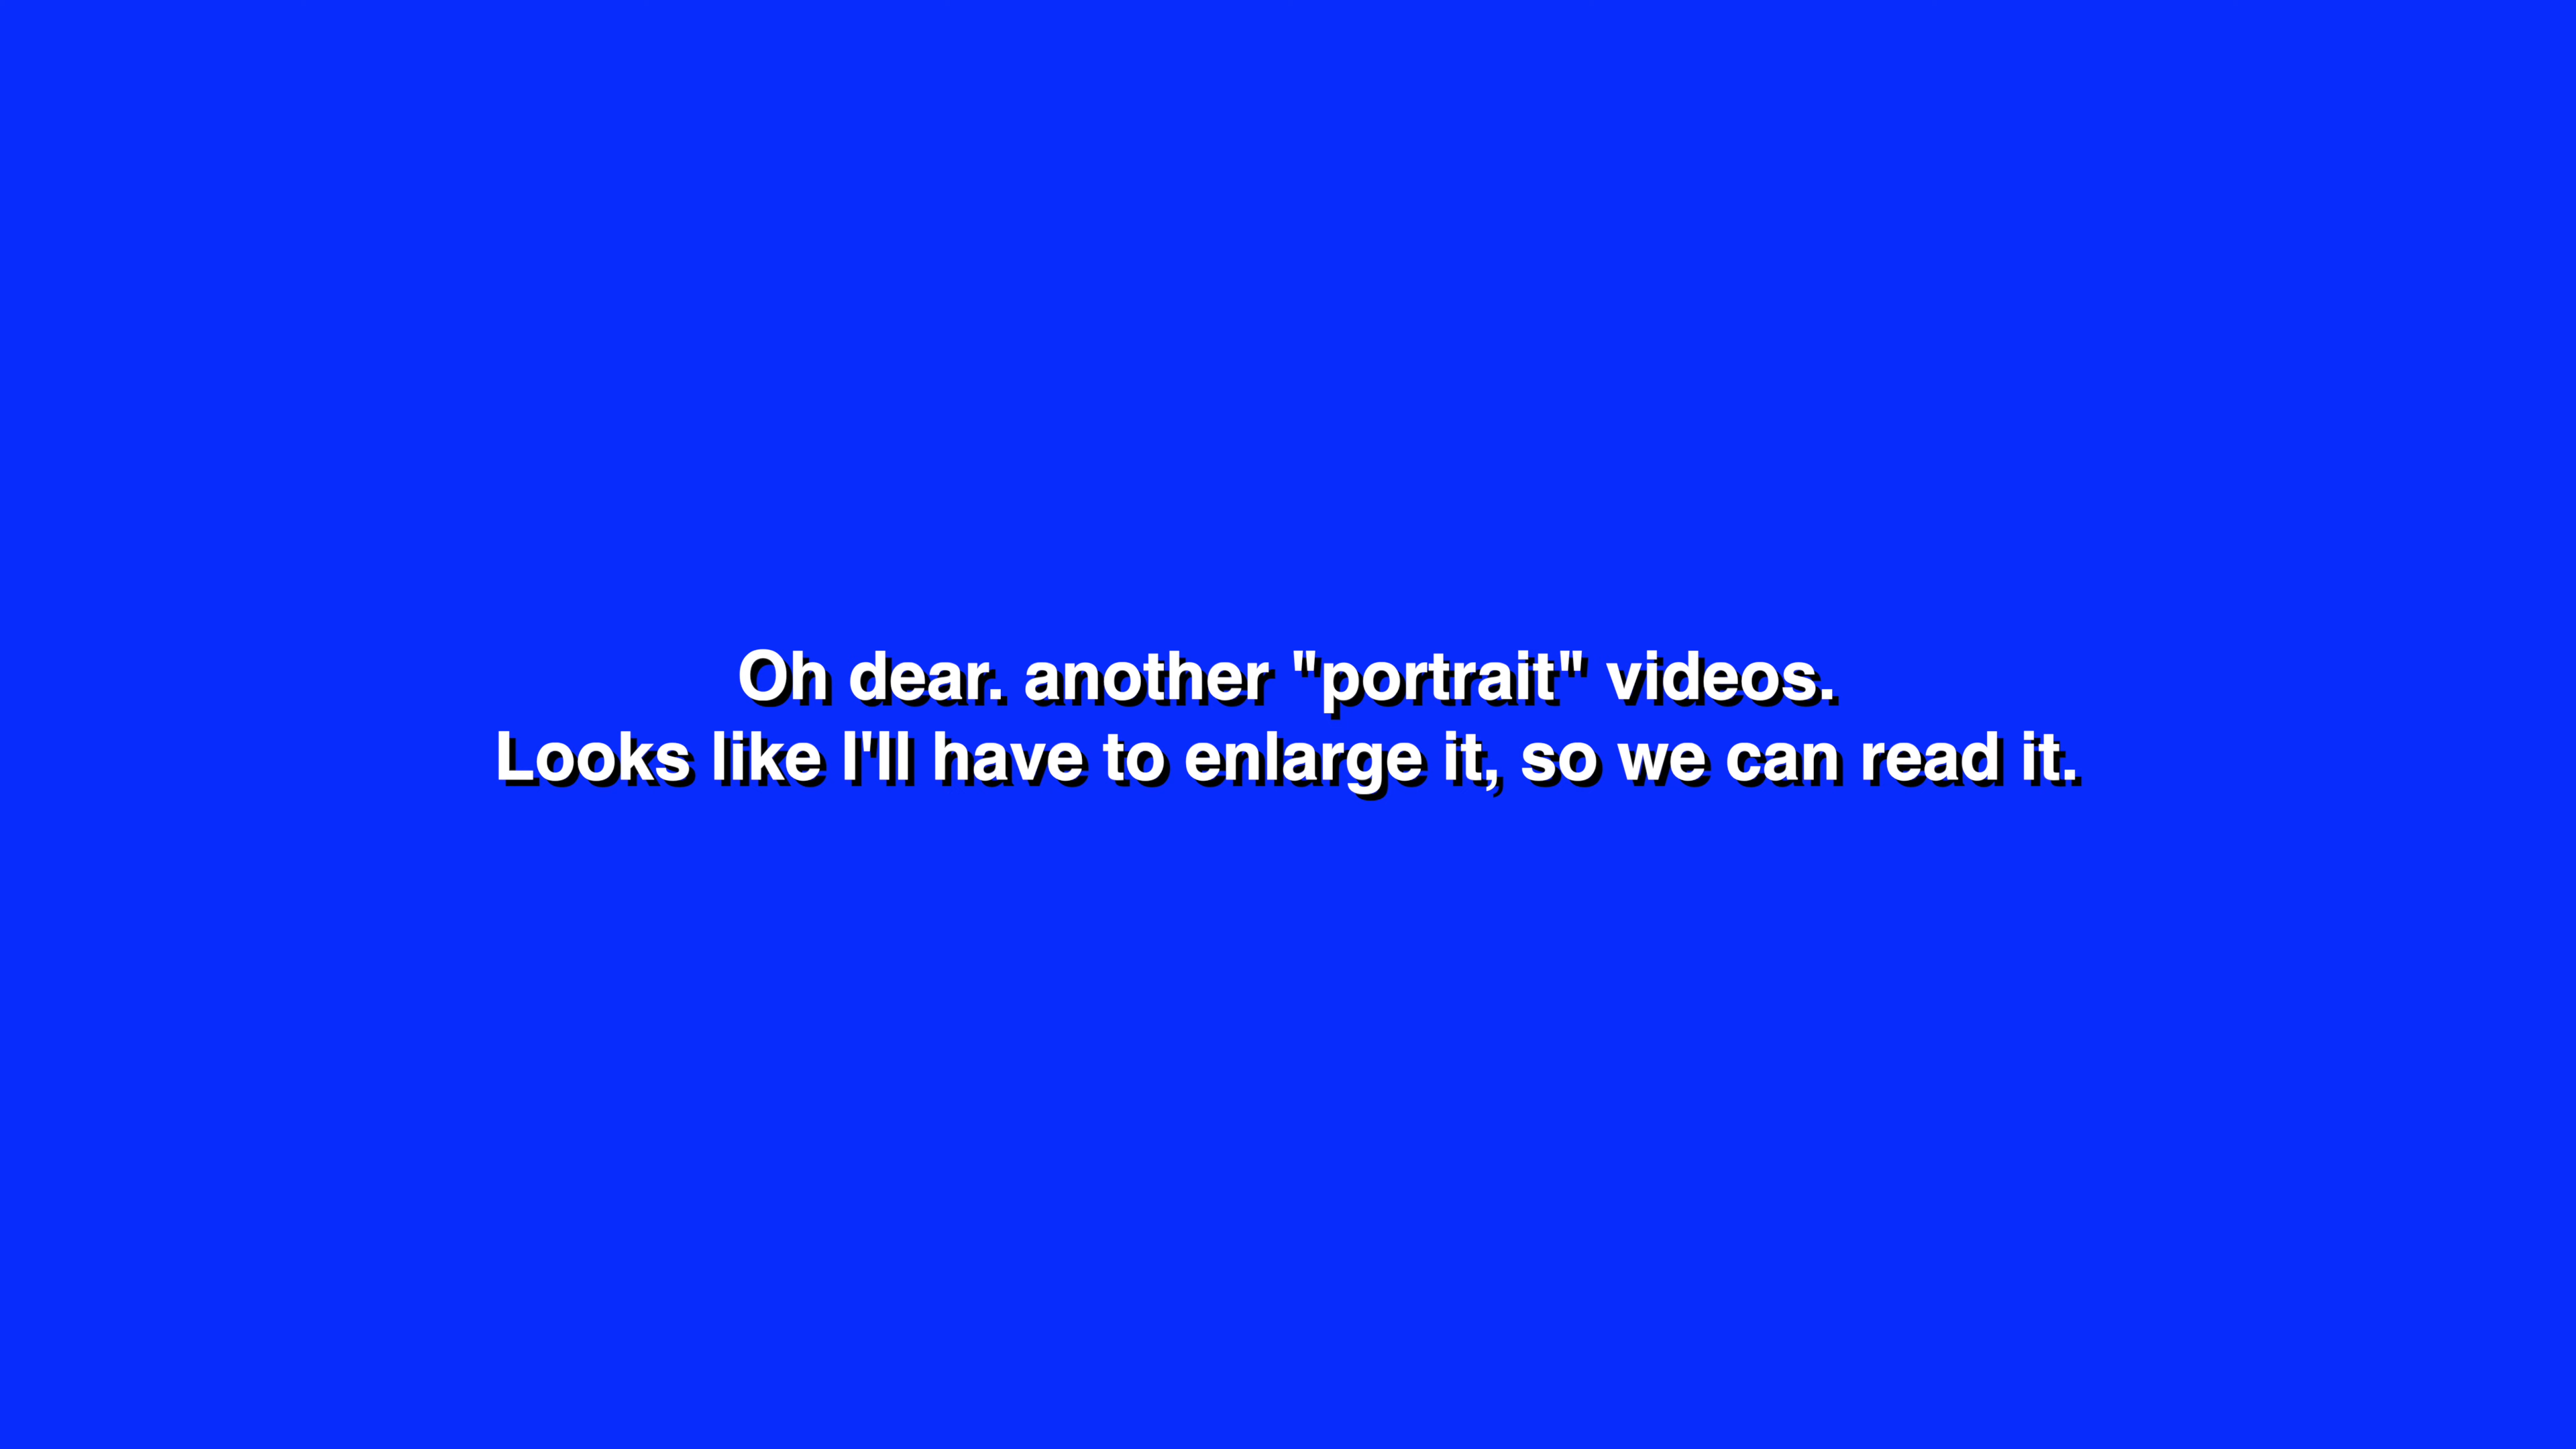 Oh dear. another "portrait" videos.
Looks like I'll have to enlarge it, so we can read it.